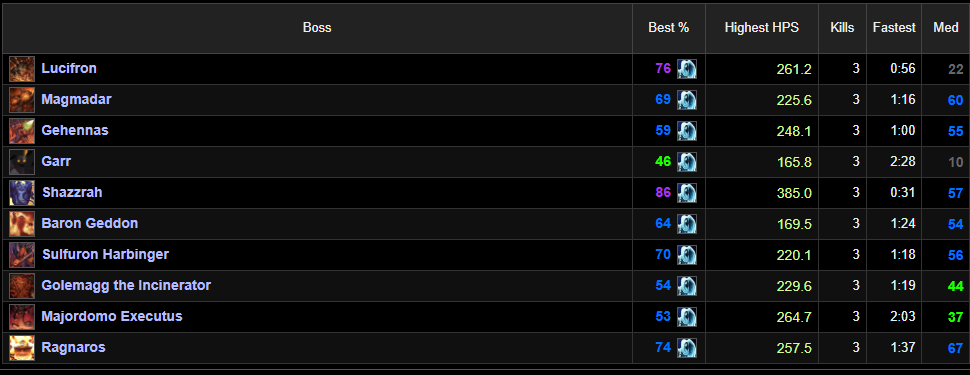 Boss Best % Highest HPS Kills Fastest Med
Lucifron 76 261.2 3 0:56 22
Magmadar 69 225.6 3 1:16 60
Gehennas 59 248.1 3 1:00 55
Garr 46 165.8 3 2:28 10
Shazzrah 86 385.0 3 0:31 57
Baron Geddon 64 169.5 3 1:24 54
Sulfuron Harbinger 70 220.1 3 1:18 56
Golemagg the Incinerator 54 229.6 3 1:19 44
Majordomo Executus 53 264.7 3 2:03 37
Ragnaros 74 257.5 3 1:37 67